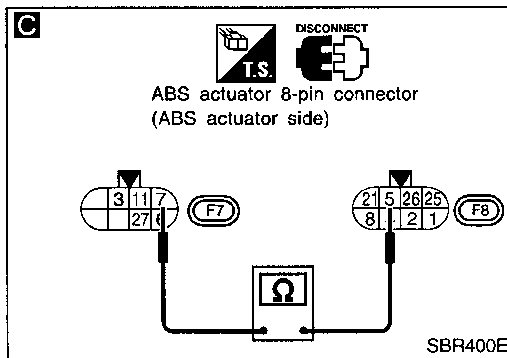 C
DISCONNECT
T.S.
ABS actuator 8-pin connector
(ABS actuator side)
3 11 7
27
F7
21 5 26 25
8 2 1
F8
Ω
SBR400E